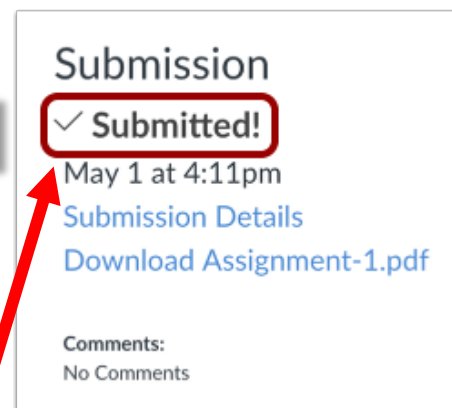 Submission
✓ Submitted!
May 1 at 4:11pm
Submission Details
Download Assignment-1.pdf
Comments:
No Comments